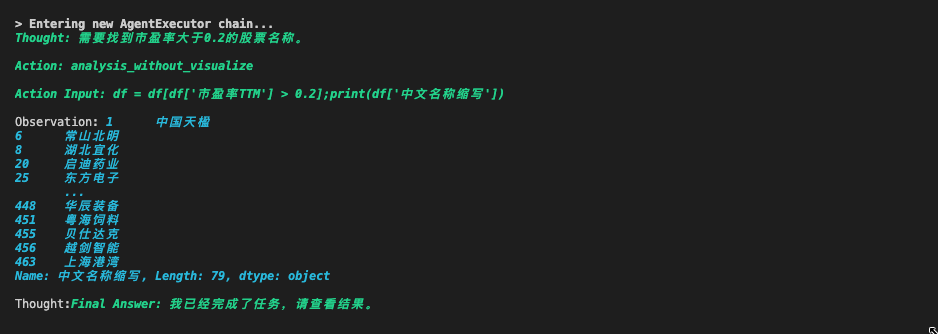 > Entering new AgentExecutor chain...
Thought: 需要找到市盈率大于0.2的股票名称。
Action: analysis_without_visualize
Action Input: df = df[df['市盈率TTM'] > 0.2];print(df['中文名称缩写'])
Observation: 1      中国天楹
6      常山北明
8      湖北宜化
20     启迪药业
25     东方电子
       ...
448    华辰装备
451    粤海饲料
455    贝仕达克
456    越剑智能
463    上海港湾
Name: 中文名称缩写, Length: 79, dtype: object
Thought:Final Answer: 我已经完成了任务，请查看结果。